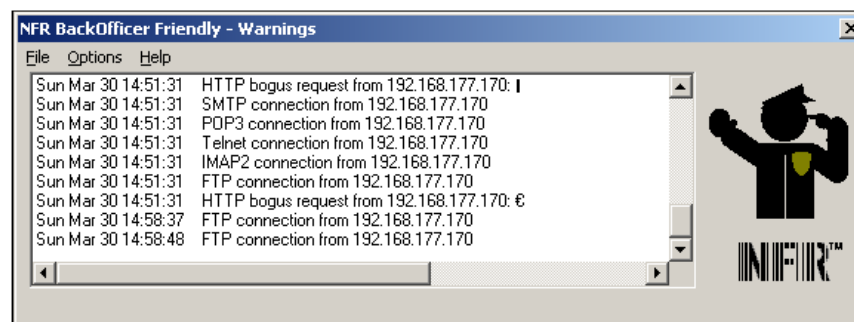 NFR BackOfficer Friendly - Warnings
File Options Help
Sun Mar 30 14:51:31 HTTP bogus request from 192.168.177.170: |
Sun Mar 30 14:51:31 SMTP connection from 192.168.177.170
Sun Mar 30 14:51:31 POP3 connection from 192.168.177.170
Sun Mar 30 14:51:31 Telnet connection from 192.168.177.170
Sun Mar 30 14:51:31 IMAP2 connection from 192.168.177.170
Sun Mar 30 14:51:31 FTP connection from 192.168.177.170
Sun Mar 30 14:51:31 HTTP bogus request from 192.168.177.170: €
Sun Mar 30 14:58:37 FTP connection from 192.168.177.170
Sun Mar 30 14:58:48 FTP connection from 192.168.177.170
NFR™